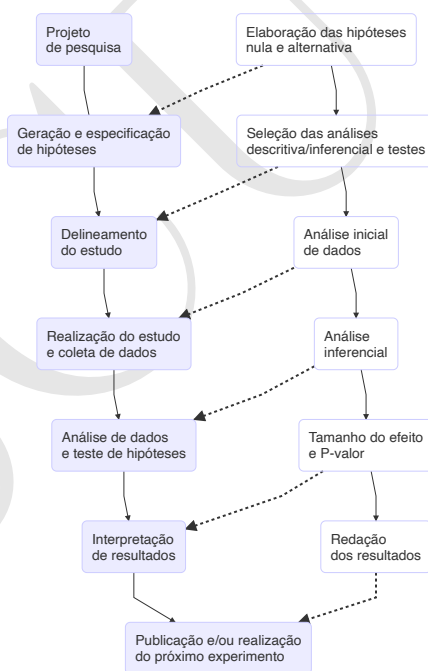 Projeto
de pesquisa
Elaboração das hipóteses
nula e alternativa
Geração e especificação
de hipóteses
Seleção das análises
descritiva/inferencial e testes
Delineamento
do estudo
Análise inicial
de dados
Realização do estudo
e coleta de dados
Análise
inferencial
Análise de dados
e teste de hipóteses
Tamanho do efeito
e P-valor
Interpretação
de resultados
Redação
dos resultados
Publicação e/ou realização
do próximo experimento